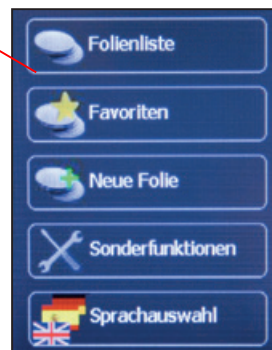 Folienliste
Favoriten
Neue Folie
Sonderfunktionen
Sprachauswahl